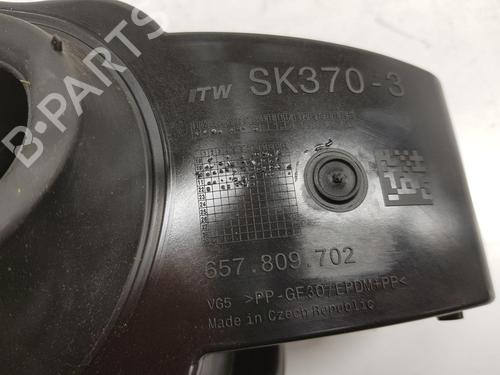 B-PARTS
ITW SK370-3
657.809.702
VG5 >PP-GF30/EPDM+PP<
Made in Czech Republic